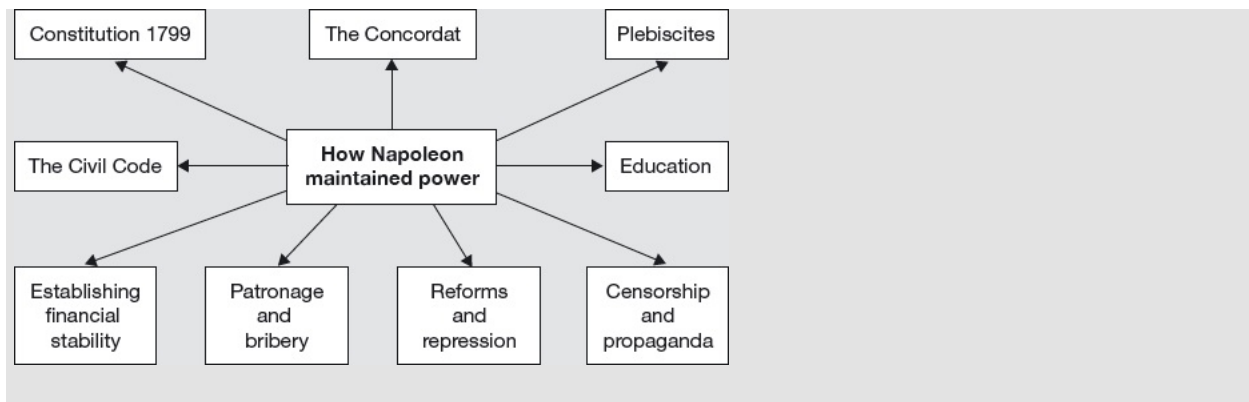 Constitution 1799
The Concordat
Plebiscites
The Civil Code
How Napoleon
maintained power
Education
Establishing
financial
stability
Patronage
and
bribery
Reforms
and
repression
Censorship
and
propaganda